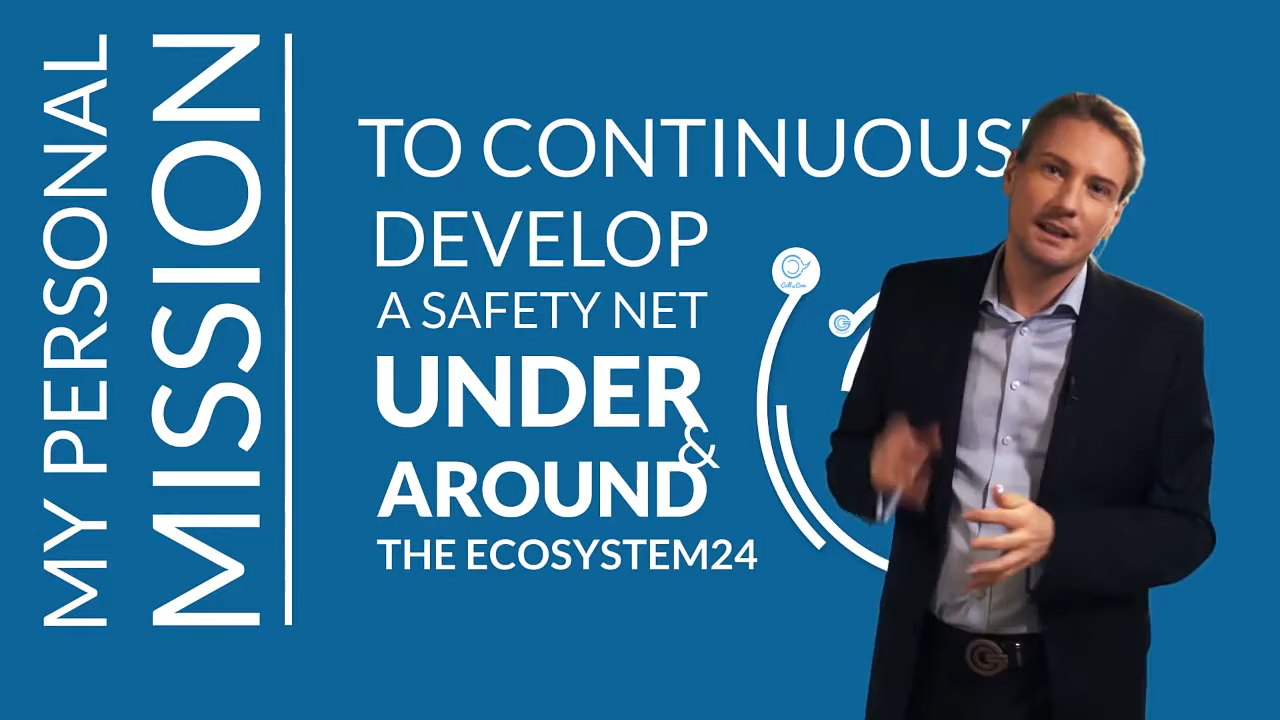 MY PERSONAL
MISSION
TO CONTINUOUS
DEVELOP
A SAFETY NET
UNDER
&
AROUND
THE ECOSYSTEM24